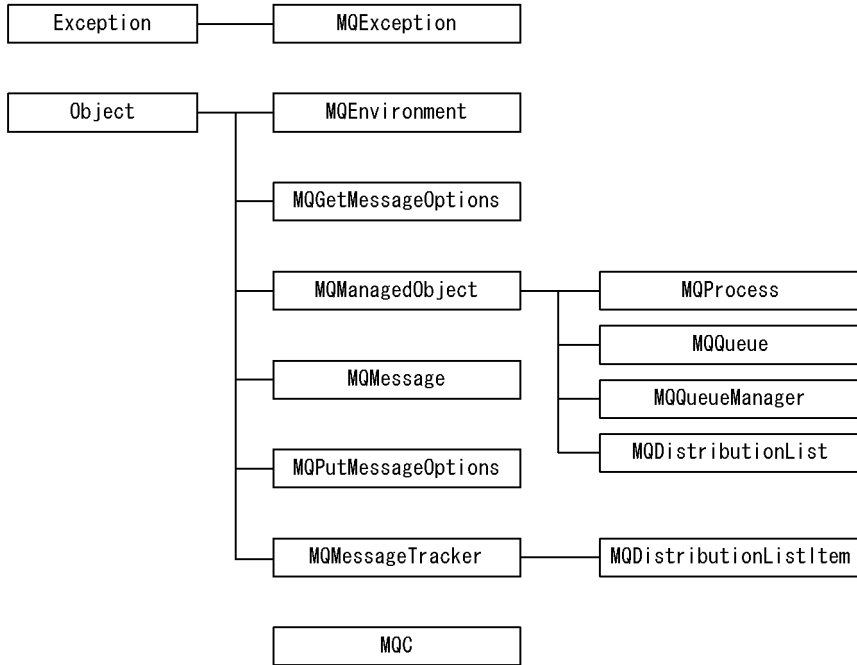 Exception
MQException
Object
MQEnvironment
MQGetMessageOptions
MQManagedObject
MQProcess
MQQueue
MQMessage
MQQueueManager
MQDistributionList
MQPutMessageOptions
MQMessageTracker
MQDistributionListItem
MQC